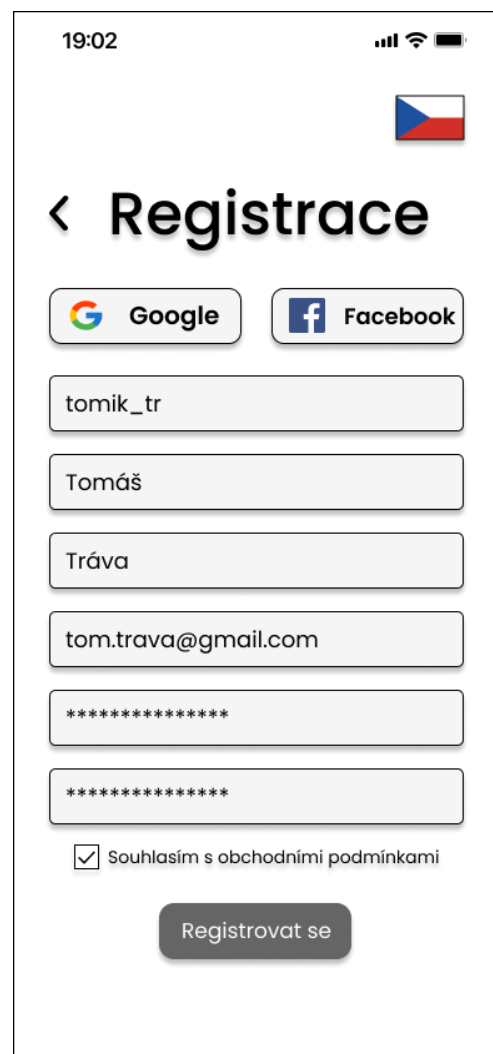 19:02
Registrace
Google
Facebook
tomik_tr
Tomáš
Tráva
tom.trava@gmail.com
***************
***************
Souhlasím s obchodními podmínkami
Registrovat se